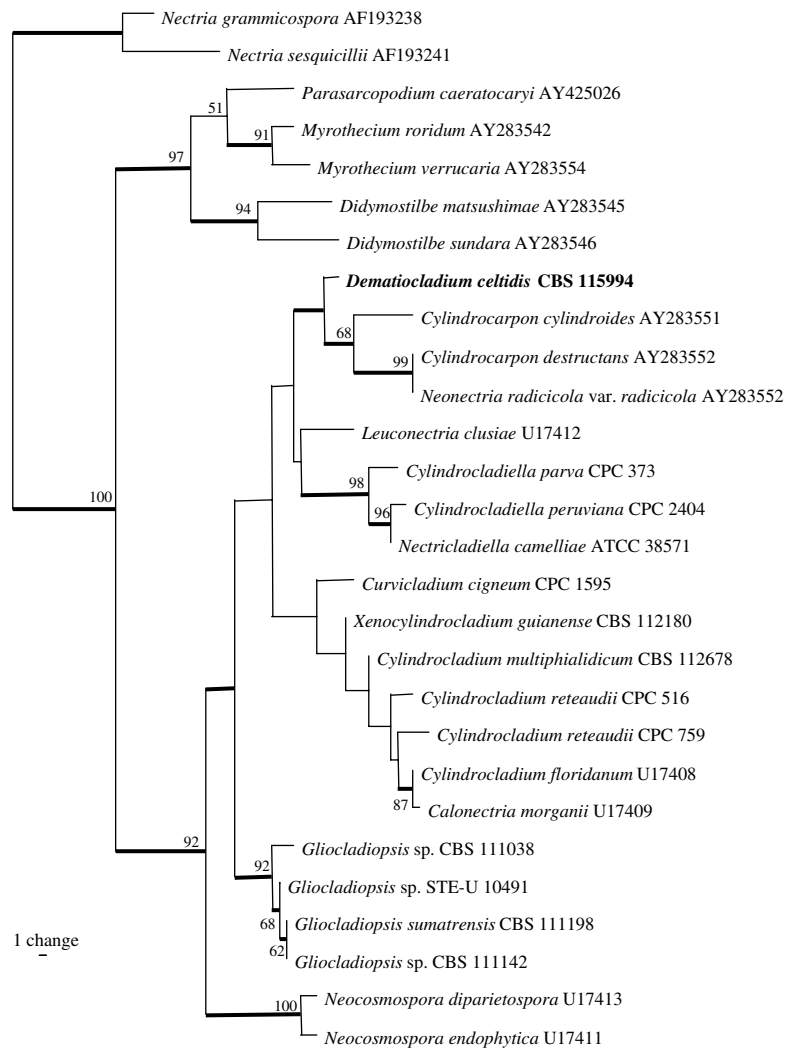 Nectria grammicospora AF193238
Nectria sesquicillii AF193241
Parasarcopodium caeratocaryi AY425026
51
Myrothecium roridum AY283542
91
Myrothecium verrucaria AY283554
97
Didymostilbe matsushimae AY283545
94
Didymostilbe sundara AY283546
Dematiocladium celtidis CBS 115994
Cylindrocarpon cylindroides AY283551
68
Cylindrocarpon destructans AY283552
99
Neonectria radicicola var. radicicola AY283552
Leuconectria clusiae U17412
Cylindrocladiella parva CPC 373
98
Cylindrocladiella peruviana CPC 2404
100
96
Nectricladiella camelliae ATCC 38571
Curvicladium cigneum CPC 1595
Xenocylindrocladium guianense CBS 112180
Cylindrocladium multiphialidicum CBS 112678
Cylindrocladium reteaudii CPC 516
Cylindrocladium reteaudii CPC 759
Cylindrocladium floridanum U17408
87
Calonectria morganii U17409
92
Gliocladiopsis sp. CBS 111038
92
Gliocladiopsis sp. STE-U 10491
68
Gliocladiopsis sumatrensis CBS 111198
1 change
62
Gliocladiopsis sp. CBS 111142
Neocosmospora diparietospora U17413
100
Neocosmospora endophytica U17411